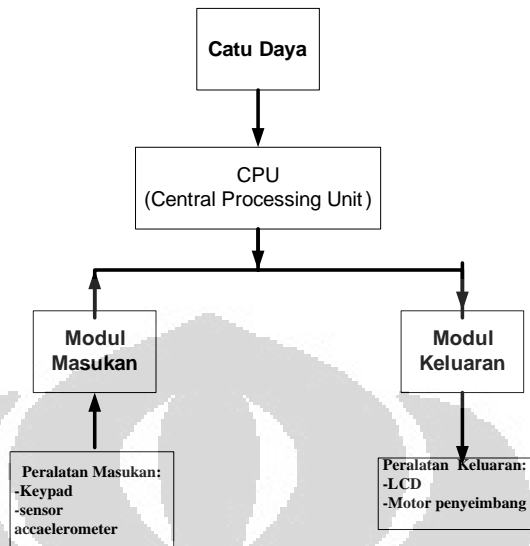 Catu Daya
CPU
(Central Processing Unit)
Modul
Masukan
Modul
Keluaran
Peralatan Masukan:
-Keypad
-sensor
accaelerometer
Peralatan Keluaran:
-LCD
-Motor penyeimbang